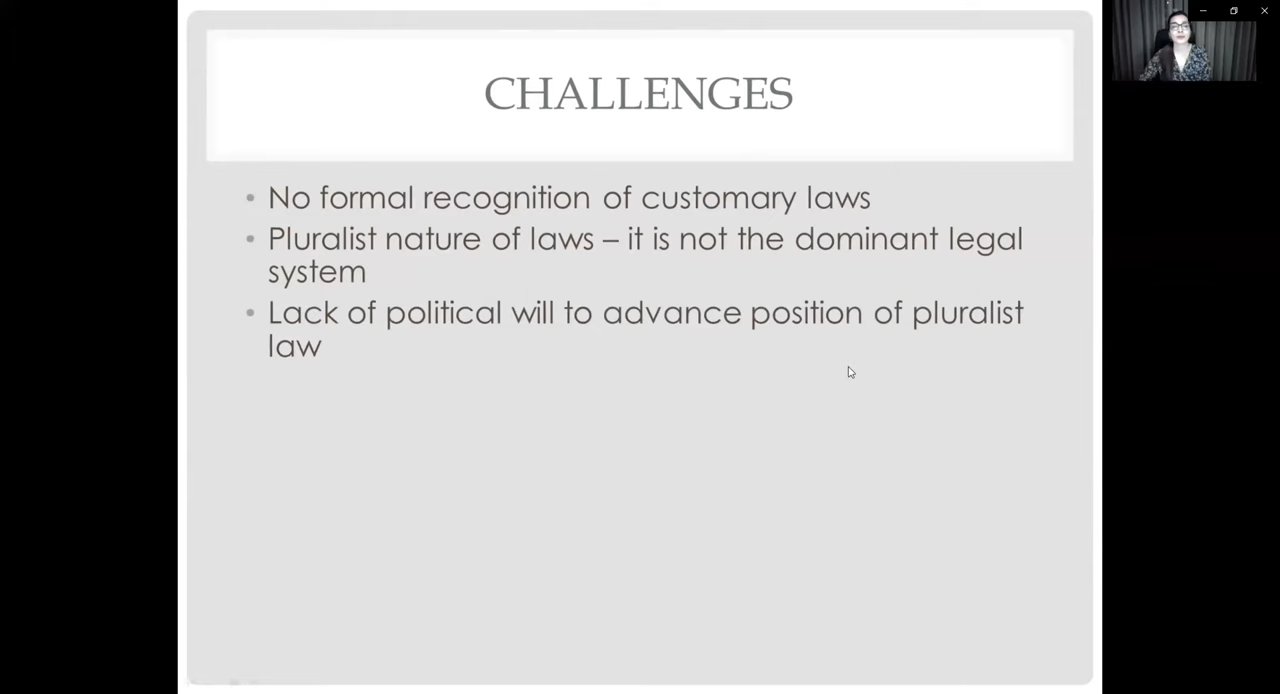 CHALLENGES
• No formal recognition of customary laws
• Pluralist nature of laws – it is not the dominant legal
system
• Lack of political will to advance position of pluralist
law